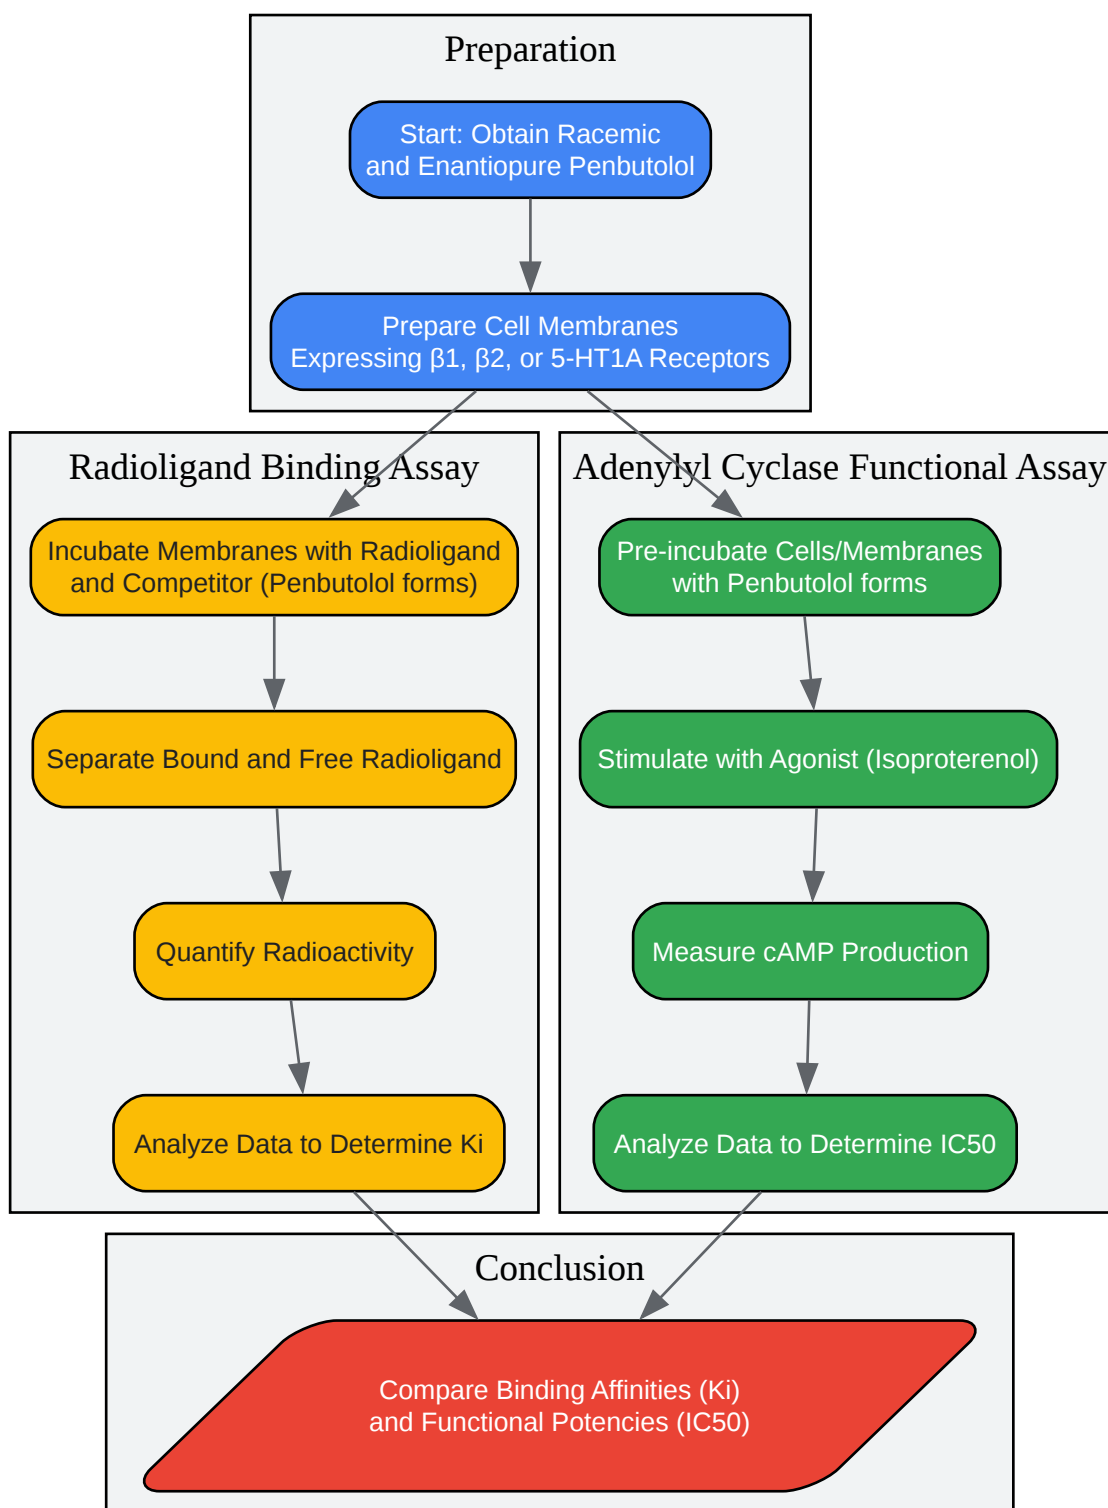 Preparation
Start: Obtain Racemic
and Enantiopure Penbutolol
Prepare Cell Membranes
Expressing β1, β2, or 5-HT1A Receptors
Radioligand Binding Assay
Incubate Membranes with Radioligand
and Competitor (Penbutolol forms)
Separate Bound and Free Radioligand
Quantify Radioactivity
Analyze Data to Determine Ki
Adenylyl Cyclase Functional Assay
Pre-incubate Cells/Membranes
with Penbutolol forms
Stimulate with Agonist (Isoproterenol)
Measure cAMP Production
Analyze Data to Determine IC50
Conclusion
Compare Binding Affinities (Ki)
and Functional Potencies (IC50)